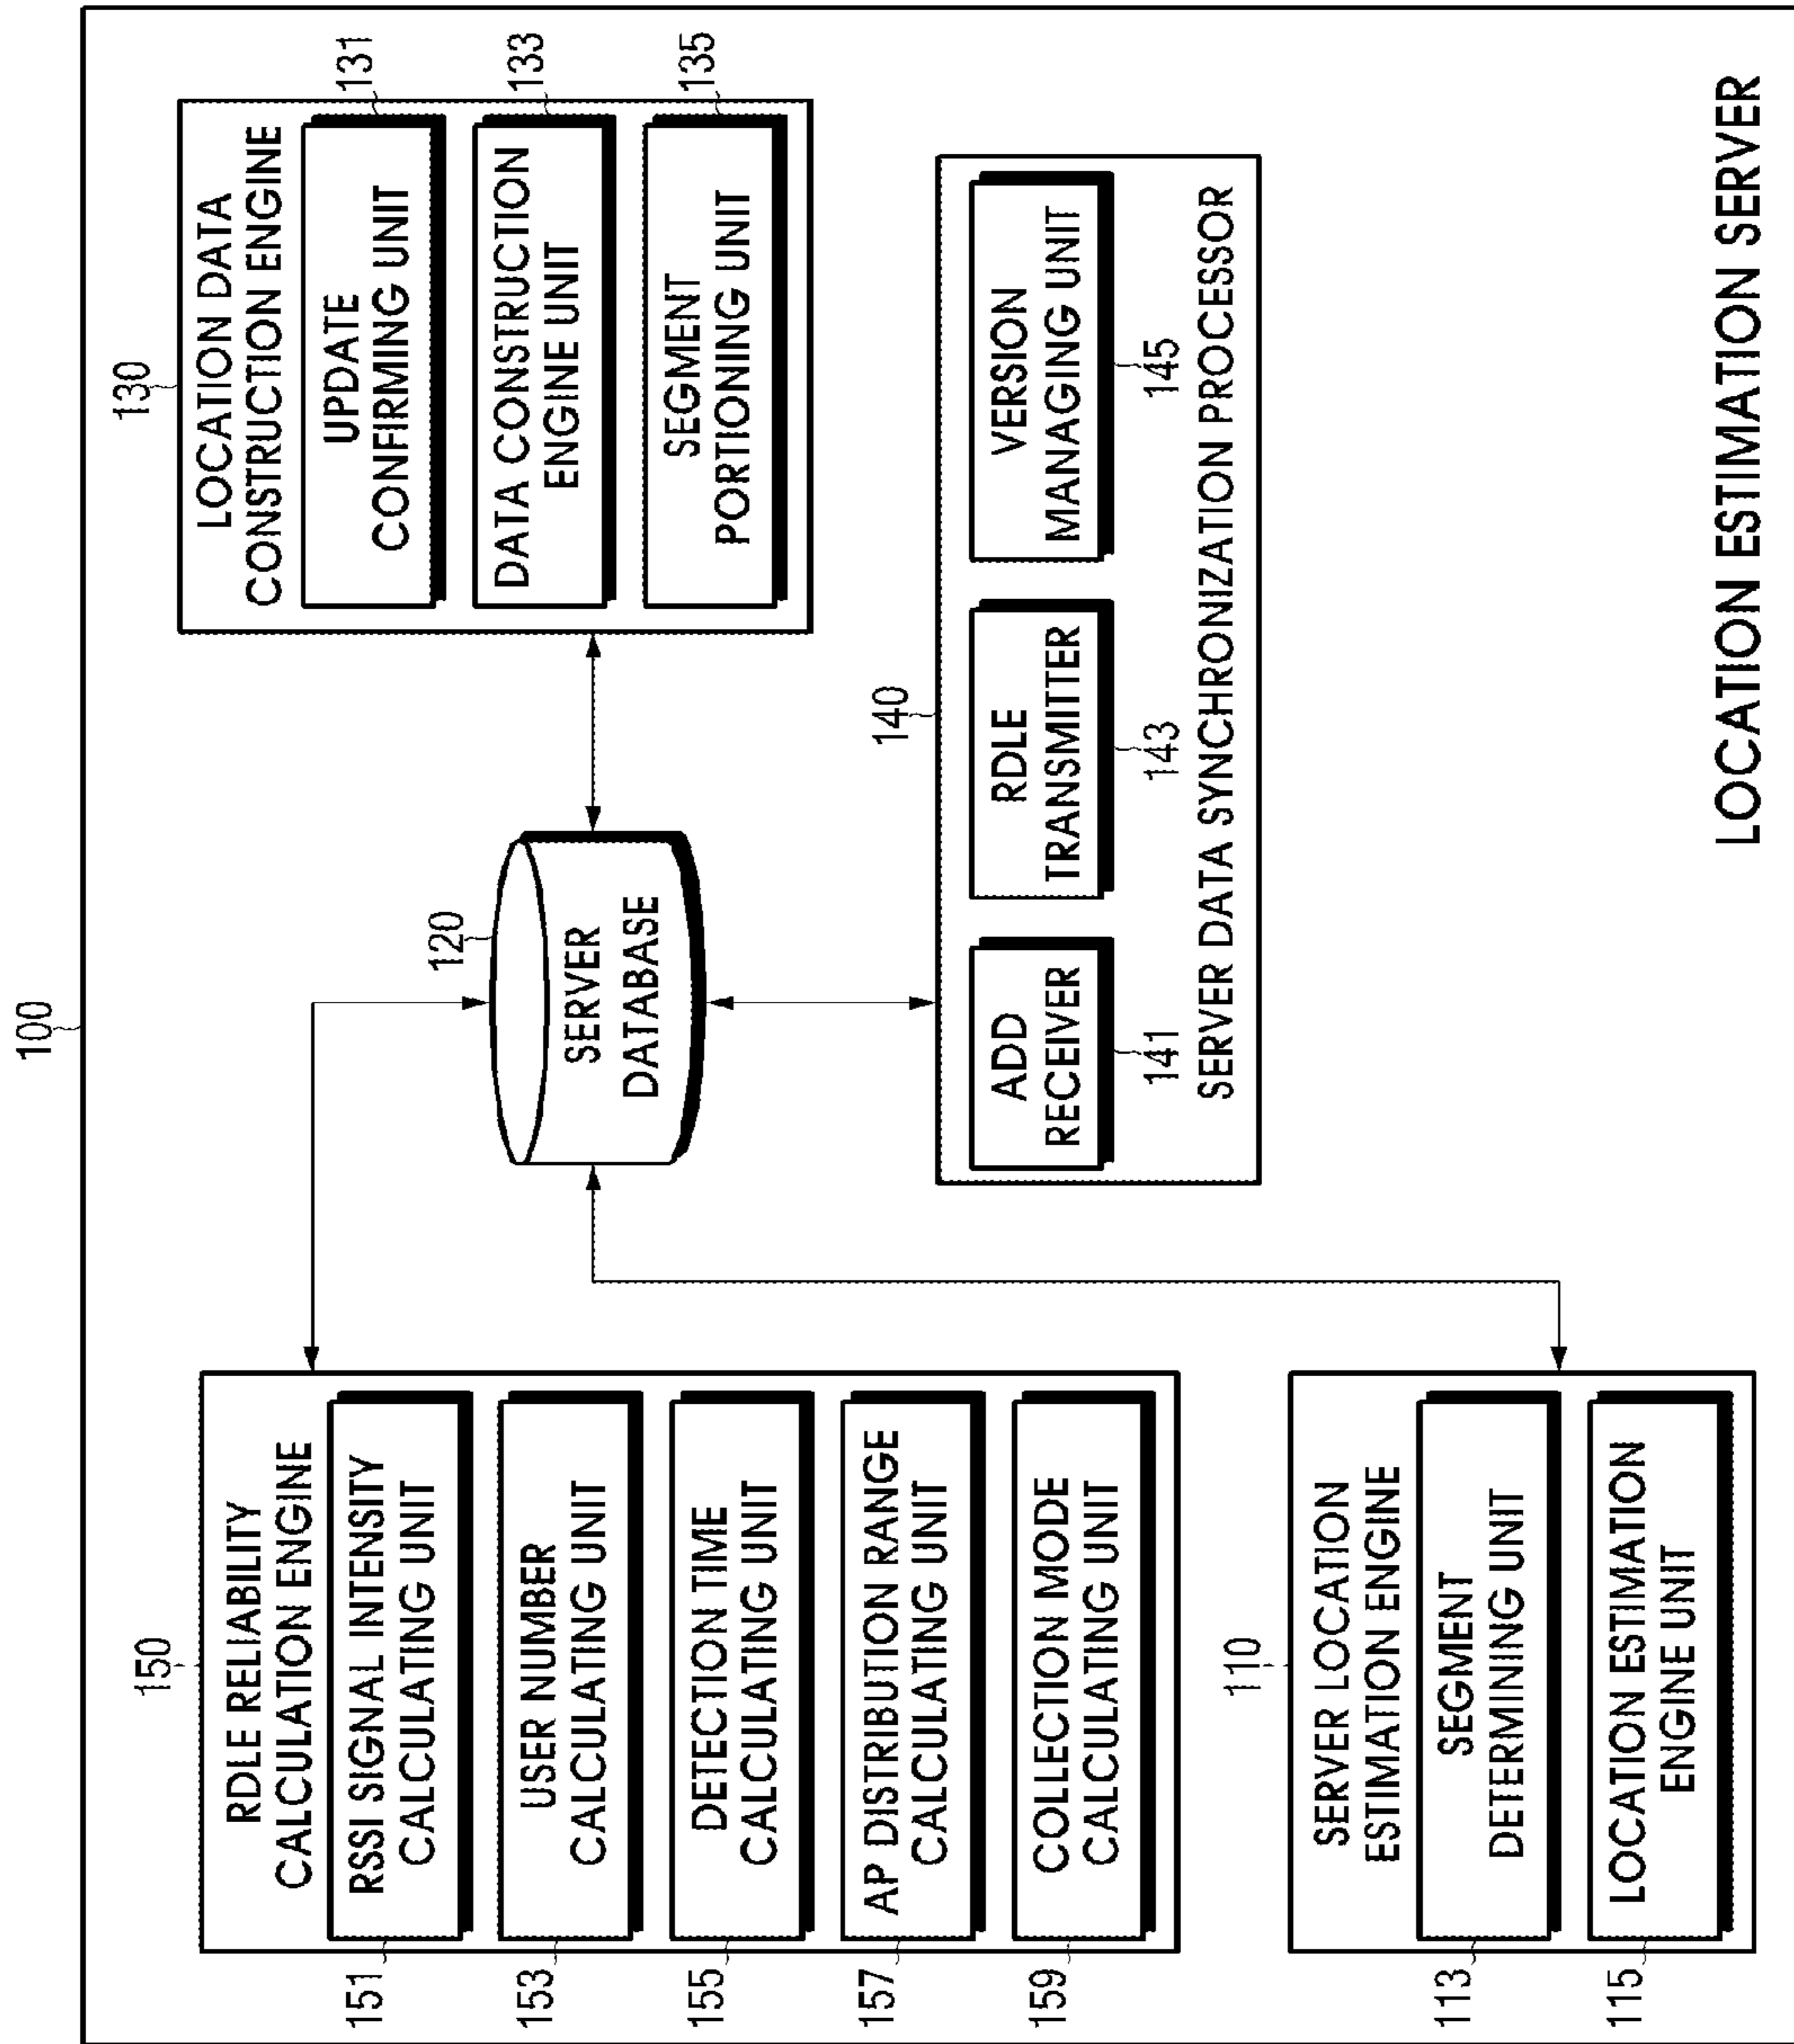 100
150
RDLE RELIABILITY
CALCULATION ENGINE
151
RSSI SIGNAL INTENSITY
CALCULATING UNIT
153
USER NUMBER
CALCULATING UNIT
155
DETECTION TIME
CALCULATING UNIT
157
AP DISTRIBUTION RANGE
CALCULATING UNIT
159
COLLECTION MODE
CALCULATING UNIT
110
SERVER LOCATION
ESTIMATION ENGINE
113
SEGMENT
DETERMINING UNIT
115
LOCATION ESTIMATION
ENGINE UNIT
120
SERVER
DATABASE
130
LOCATION DATA
CONSTRUCTION ENGINE
UPDATE
CONFIRMING UNIT
131
DATA CONSTRUCTION
ENGINE UNIT
133
SEGMENT
PORTIONING UNIT
135
140
ADD
RECEIVER
141
RDLE
TRANSMITTER
143
VERSION
MANAGING UNIT
145
SERVER DATA SYNCHRONIZATION PROCESSOR
LOCATION ESTIMATION SERVER